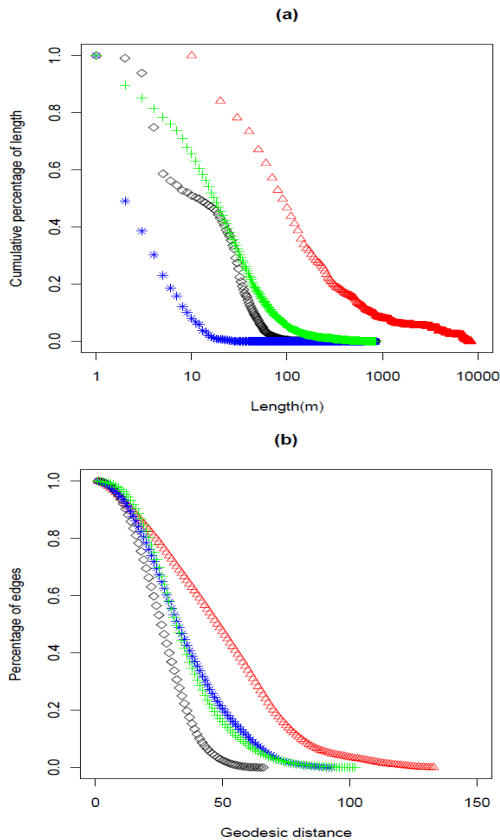 (a)
Cumulative percentage of length
1.0
0.8
0.6
0.4
0.2
0.0
1 10 100 1000 10000
Length(m)
(b)
Percentage of edges
1.0
0.8
0.6
0.4
0.2
0.0
0 50 100 150
Geodesic distance